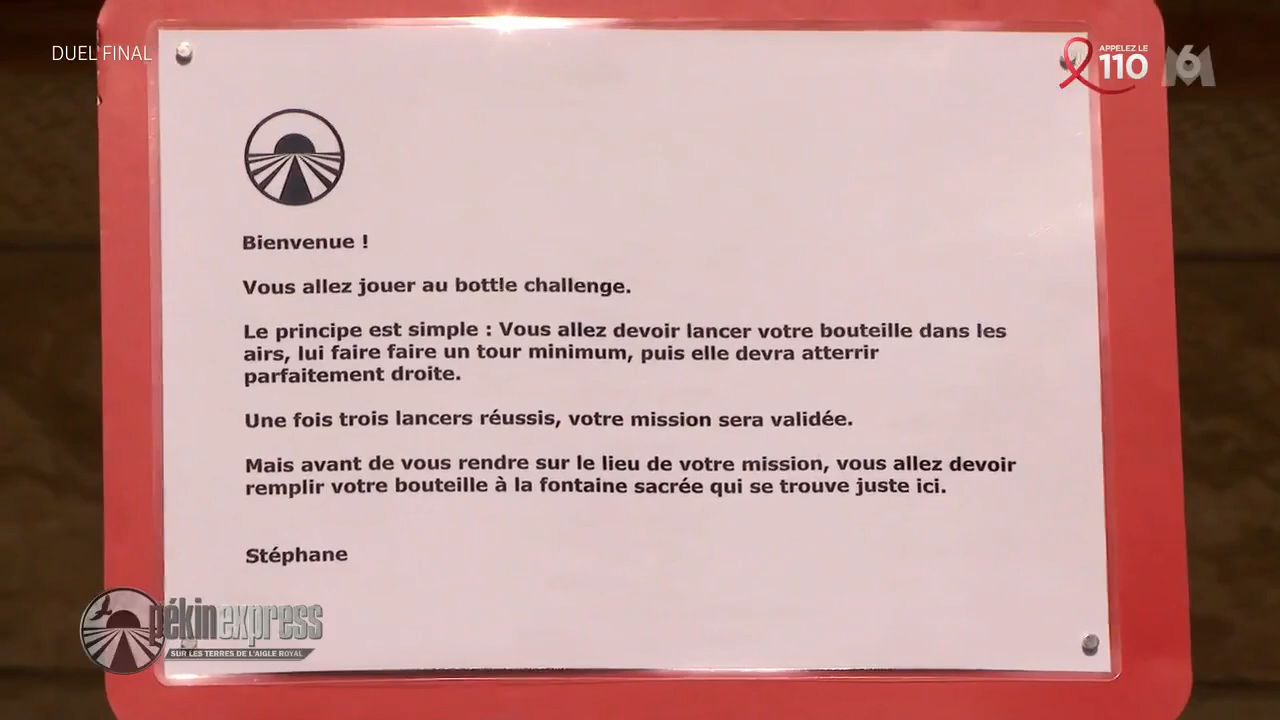 DUEL FINAL
APPELEZ LE
110
M6
Bienvenue !
Vous allez jouer au bottle challenge.
Le principe est simple : Vous allez devoir lancer votre bouteille dans les
airs, lui faire faire un tour minimum, puis elle devra atterrir
parfaitement droite.
Une fois trois lancers réussis, votre mission sera validée.
Mais avant de vous rendre sur le lieu de votre mission, vous allez devoir
remplir votre bouteille à la fontaine sacrée qui se trouve juste ici.
Stéphane
pékinexpress
SUR LES TERRES DE L'AIGLE ROYAL